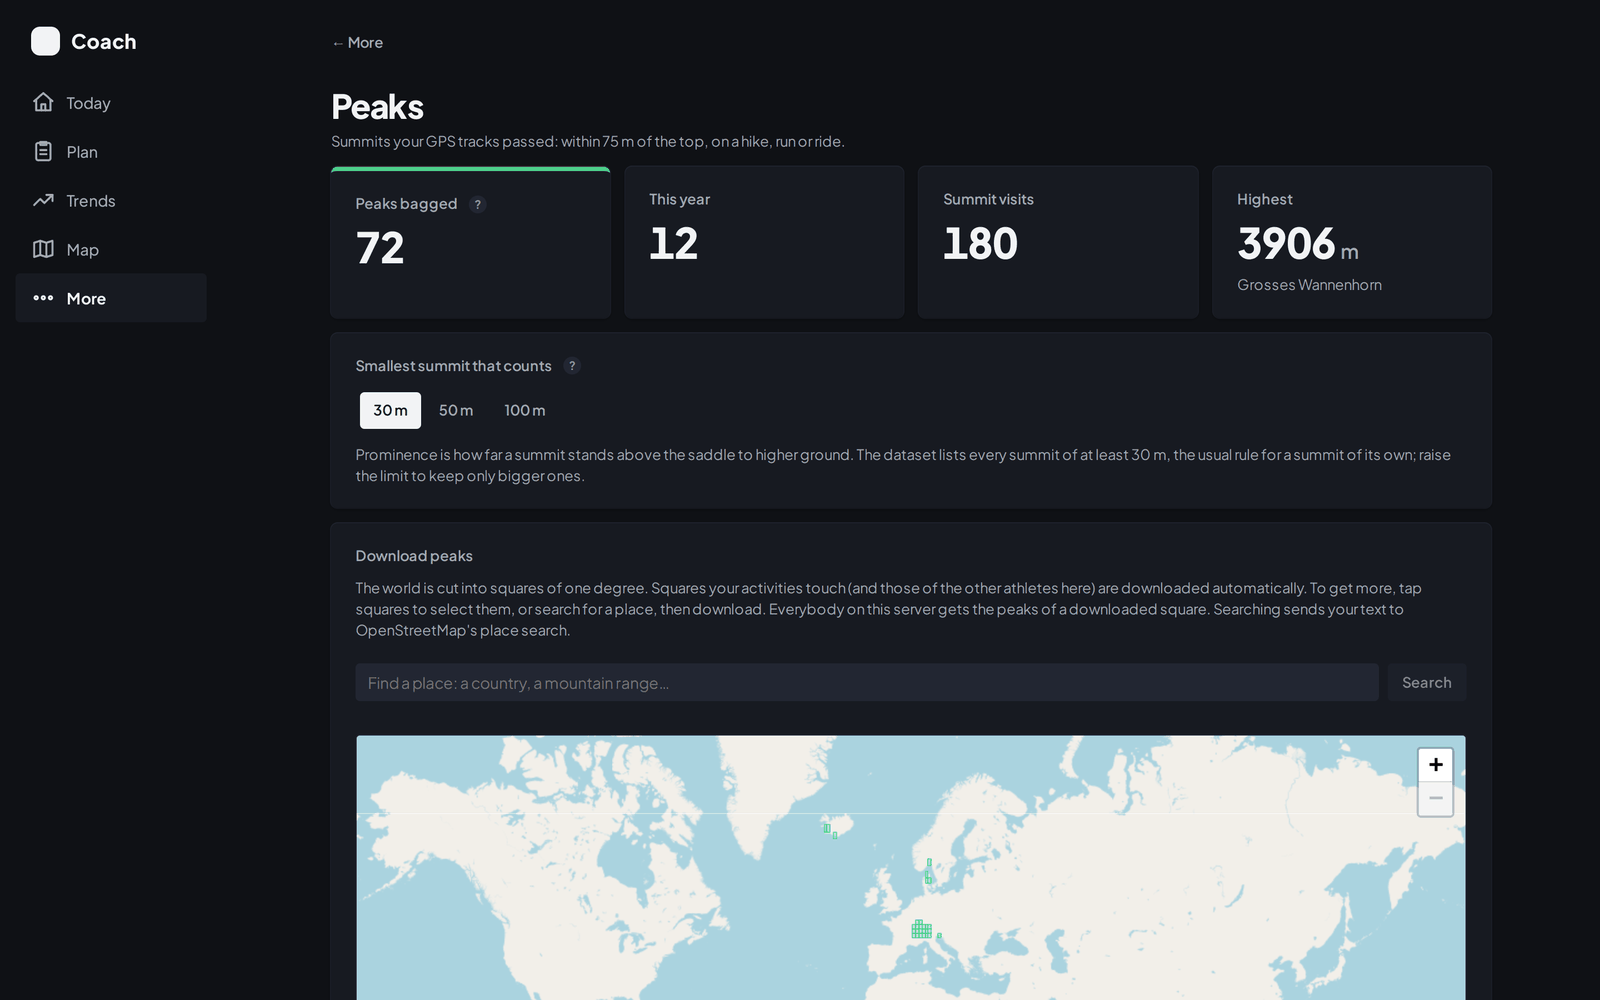 Coach
Today
Plan
Trends
Map
More
← More
Peaks
Summits your GPS tracks passed: within 75 m of the top, on a hike, run or ride.
Peaks bagged ?
72
This year
12
Summit visits
180
Highest
3906 m
Grosses Wannenhorn
Smallest summit that counts ?
30 m 50 m 100 m
Prominence is how far a summit stands above the saddle to higher ground. The dataset lists every summit of at least 30 m, the usual rule for a summit of its own; raise
the limit to keep only bigger ones.
Download peaks
The world is cut into squares of one degree. Squares your activities touch (and those of the other athletes here) are downloaded automatically. To get more, tap
squares to select them, or search for a place, then download. Everybody on this server gets the peaks of a downloaded square. Searching sends your text to
OpenStreetMap's place search.
Find a place: a country, a mountain range…
Search
+
−